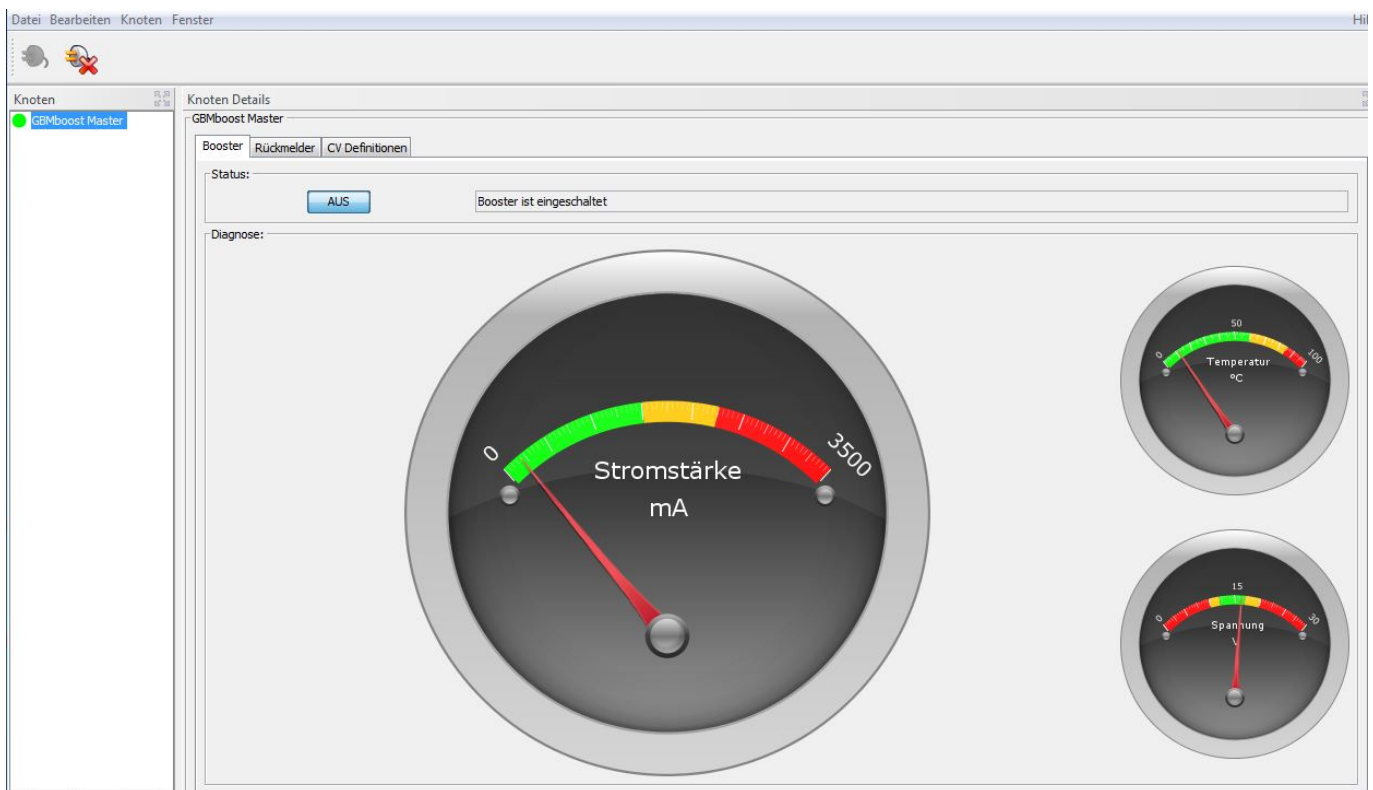 Datei Bearbeiten Knoten Fenster
Knoten
GBMboost Master
Knoten Details
GBMboost Master
Booster Rückmelder CV Definitionen
Status:
AUS Booster ist eingeschaltet
Diagnose:
0 3500
Stromstärke
mA
0 50 100
Temperatur
°C
0 15 30
Spannung
V